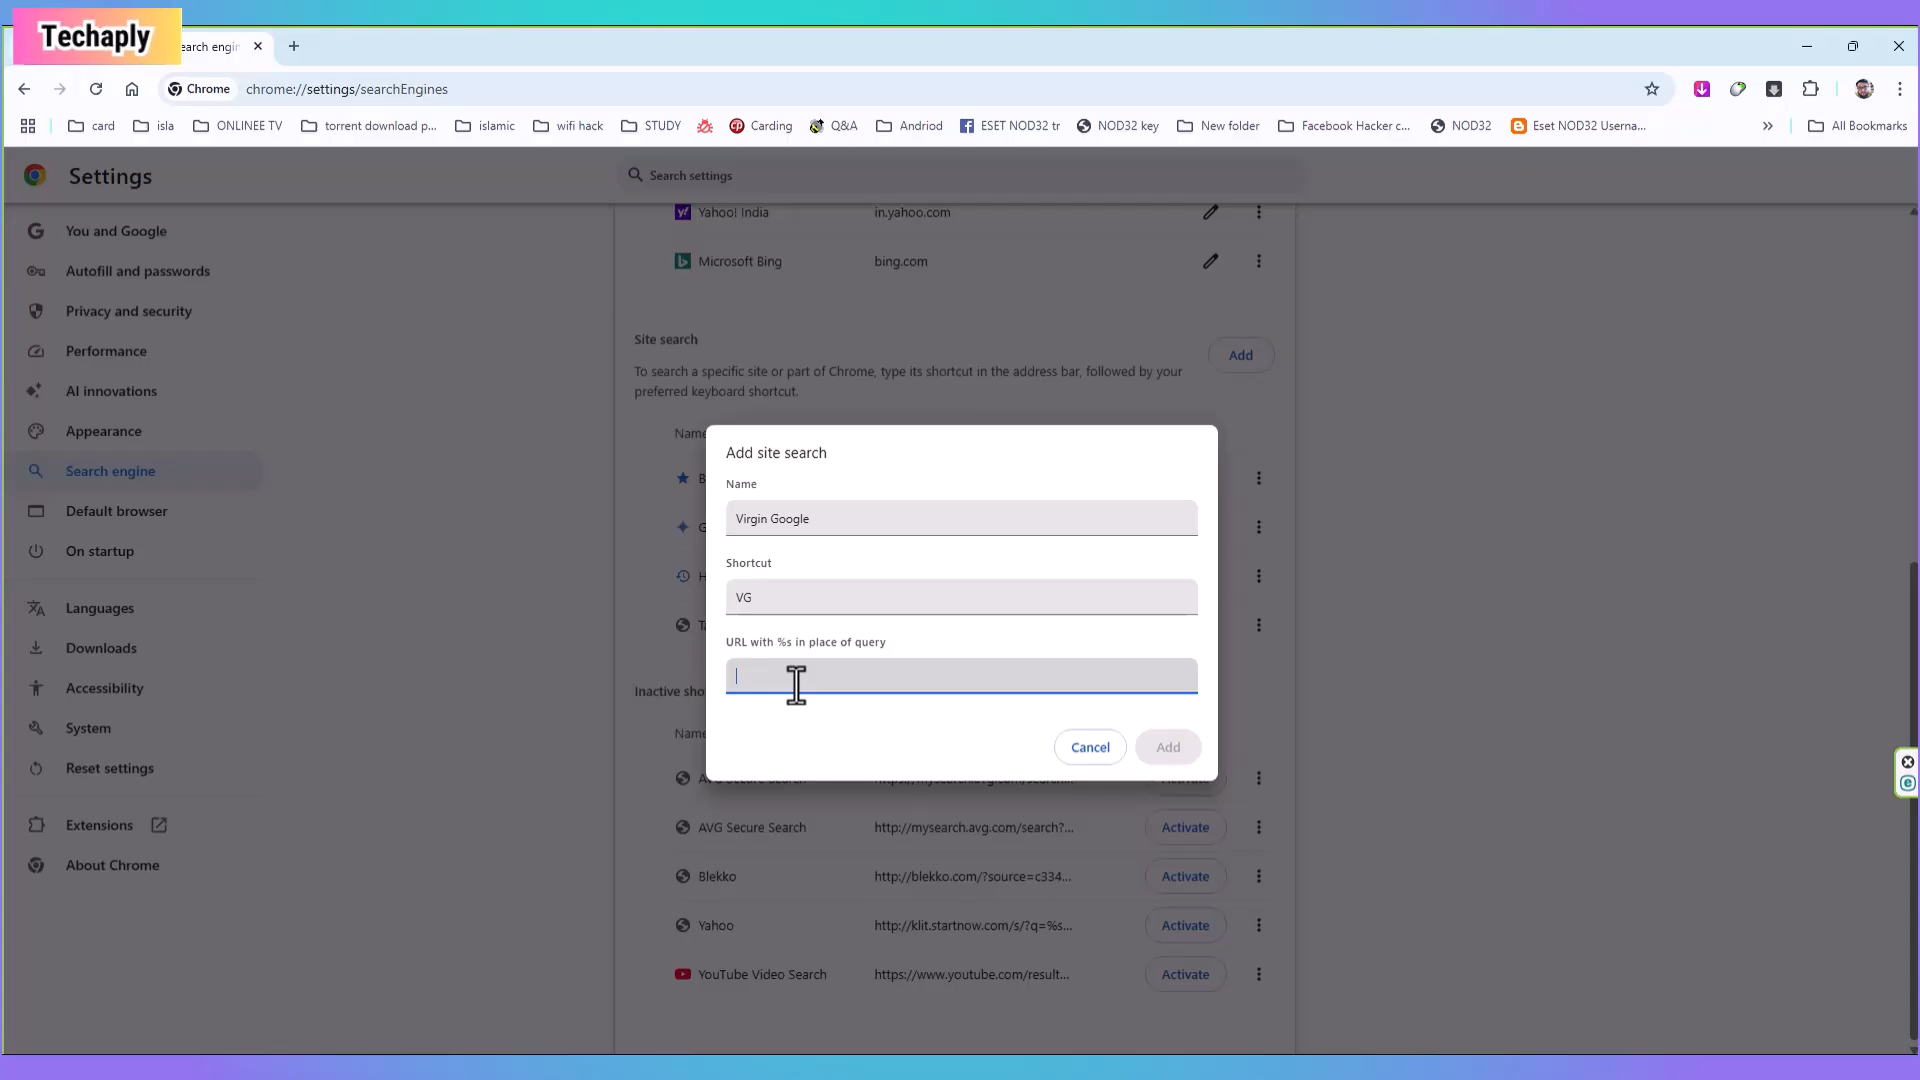 Techaply
earch engin
Chrome
chrome://settings/searchEngines
card
isla
ONLINEE TV
torrent download p...
islamic
wifi hack
STUDY
Carding
Q&A
Andriod
ESET NOD32 tr
NOD32 key
New folder
Facebook Hacker c...
NOD32
Eset NOD32 Userna...
All Bookmarks
Settings
Search settings
You and Google
Autofill and passwords
Privacy and security
Performance
AI innovations
Appearance
Search engine
Default browser
On startup
Languages
Downloads
Accessibility
System
Reset settings
Extensions
About Chrome
Yahoo! India in.yahoo.com
Microsoft Bing bing.com
Site search
Add
To search a specific site or part of Chrome, type its shortcut in the address bar, followed by your
preferred keyboard shortcut.
Name
Add site search
Name
Virgin Google
Shortcut
VG
URL with %s in place of query
Cancel
Add
Inactive sho
Name
AVG Secure Search http://mysearch.avg.com/search?... Activate
Blekko http://blekko.com/?source=c334... Activate
Yahoo http://klit.startnow.com/s/?q=%s... Activate
YouTube Video Search https://www.youtube.com/result... Activate